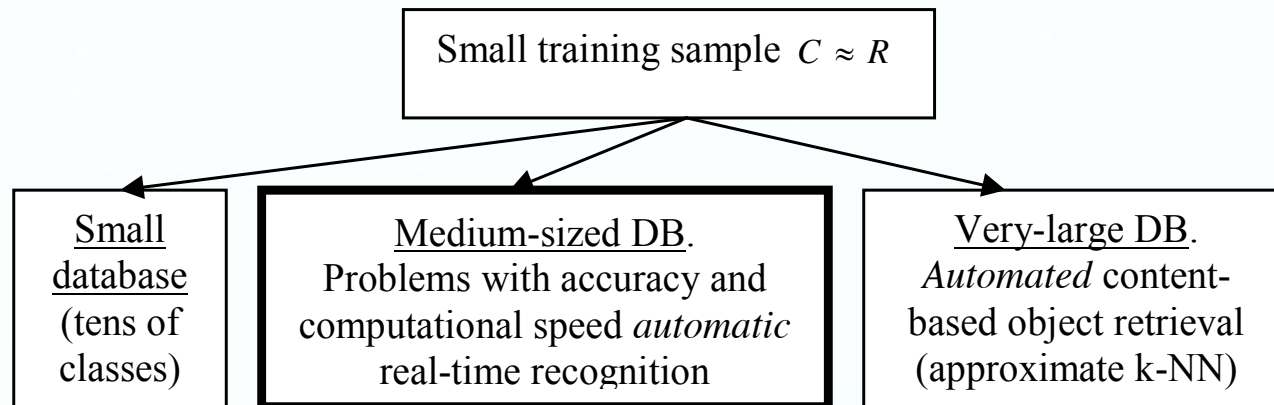 Small training sample C ≈ R
Small
database
(tens of
classes)
Medium-sized DB.
Problems with accuracy and
computational speed automatic
real-time recognition
Very-large DB.
Automated content-
based object retrieval
(approximate k-NN)